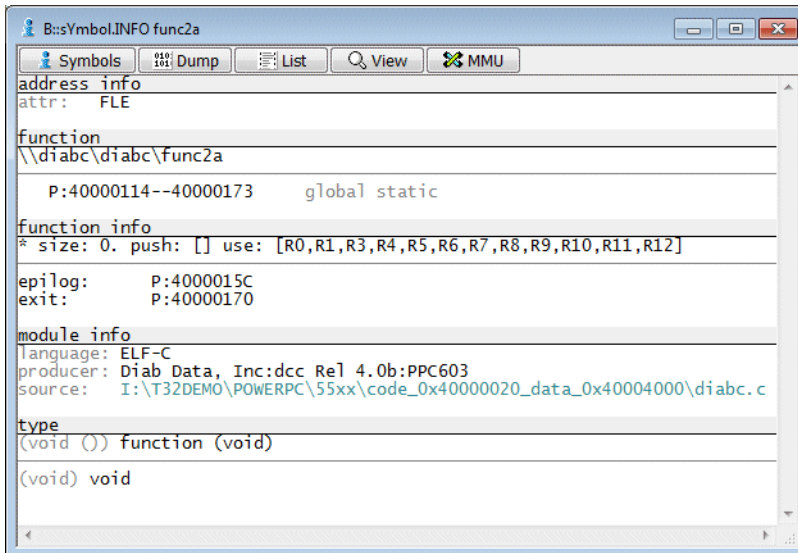 B::sYmbol.INFO func2a
Symbols Dump List View MMU
address info
attr: FLE
function
\\diabc\diabc\func2a
P:40000114--40000173 global static
function info
* size: 0. push: [] use: [R0,R1,R3,R4,R5,R6,R7,R8,R9,R10,R11,R12]
epilog: P:4000015C
exit: P:40000170
module info
language: ELF-C
producer: Diab Data, Inc:dcc Rel 4.0b:PPC603
source: I:\T32DEMO\POWERPC\55xx\code_0x40000020_data_0x40004000\diabc.c
type
(void ()) function (void)
(void) void